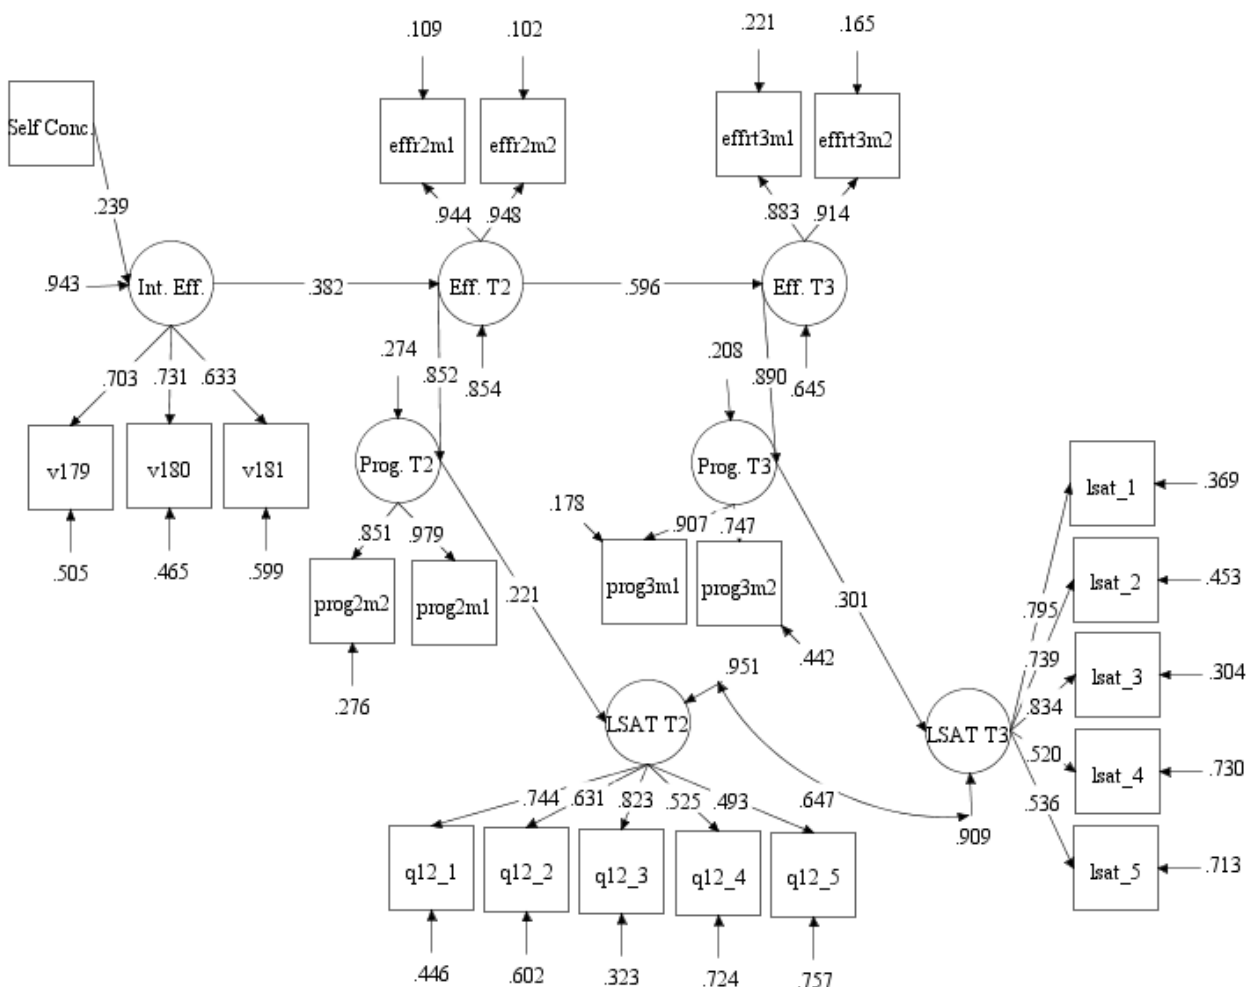 .109
.102
.221
.165
Self Conc.
effr2m1
effr2m2
effrt3m1
effrt3m2
.239
.944
.948
.883
.914
.943
Int. Eff.
.382
Eff. T2
.596
Eff. T3
.274
.852
.854
.208
.890
.645
.703
.731
.633
v179
v180
v181
Prog. T2
Prog. T3
lsat_1
.369
.505
.465
.599
.851
.979
.178
.907
.747
prog2m2
prog2m1
.221
prog3m1
prog3m2
.301
lsat_2
.453
.795
.739
.276
.951
.442
.834
lsat_3
.304
LSAT T2
LSAT T3
.520
lsat_4
.730
.744
.631
.823
.525
.493
.647
.536
.909
q12_1
q12_2
q12_3
q12_4
q12_5
lsat_5
.713
.446
.602
.323
.724
.757